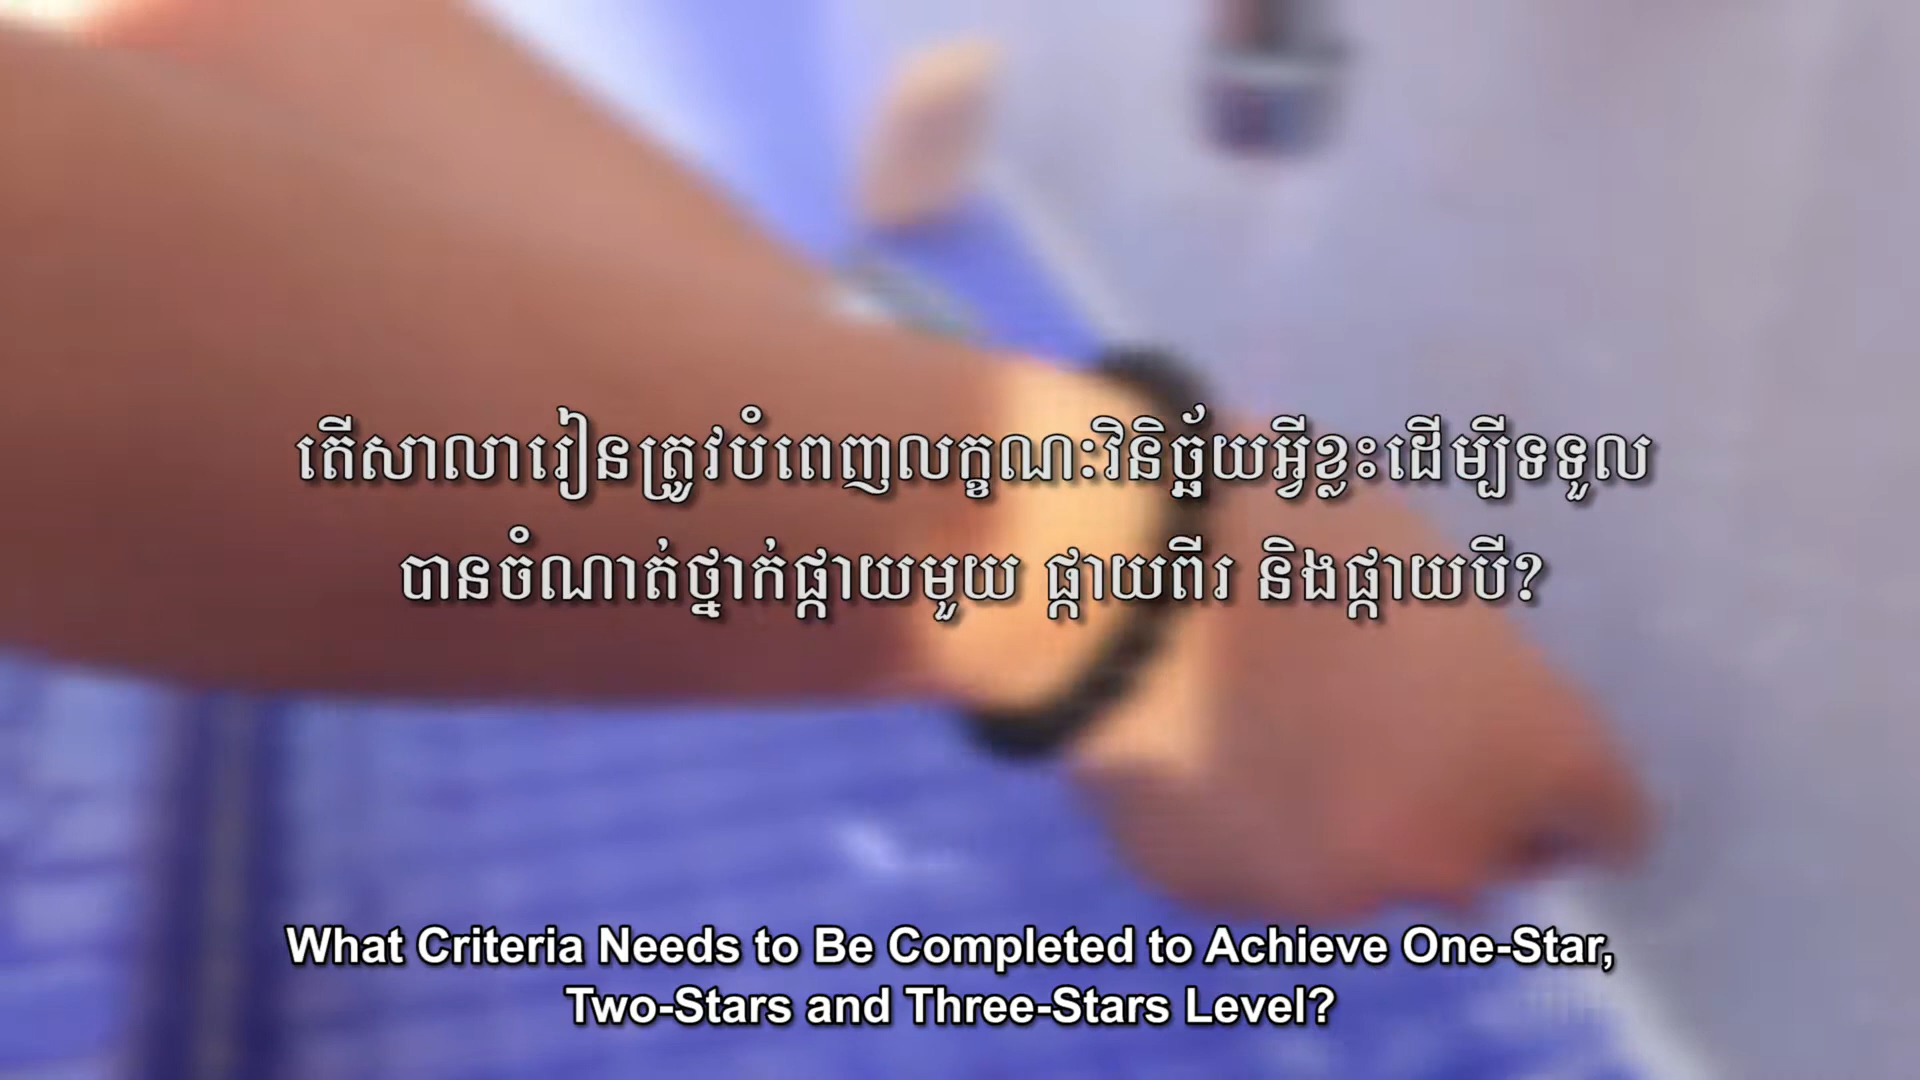 តើសាលារៀនត្រូវបំពេញលក្ខណៈវិនិច្ឆ័យអ្វីខ្លះដើម្បីទទួល
បានចំណាត់ថ្នាក់ផ្កាយមួយ ផ្កាយពីរ និងផ្កាយបី?
What Criteria Needs to Be Completed to Achieve One-Star,
Two-Stars and Three-Stars Level?